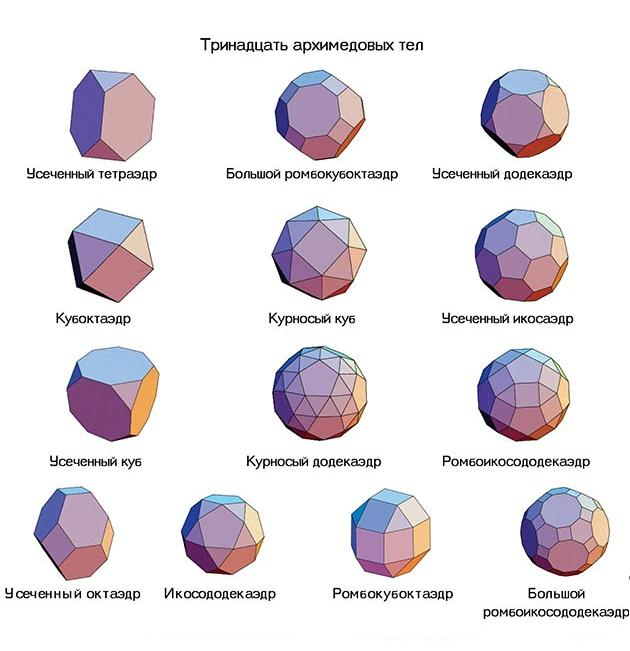 Тринадцать архимедовых тел
Усеченный тетраэдр
Большой ромбокубоктаэдр
Усеченный додекаэдр
Кубоктаэдр
Курносый куб
Усеченный икосаэдр
Усеченный куб
Курносый додекаэдр
Ромбоикосододекаэдр
Усеченный октаэдр
Икосододекаэдр
Ромбокубоктаэдр
Большой
ромбоикосододекаэдр